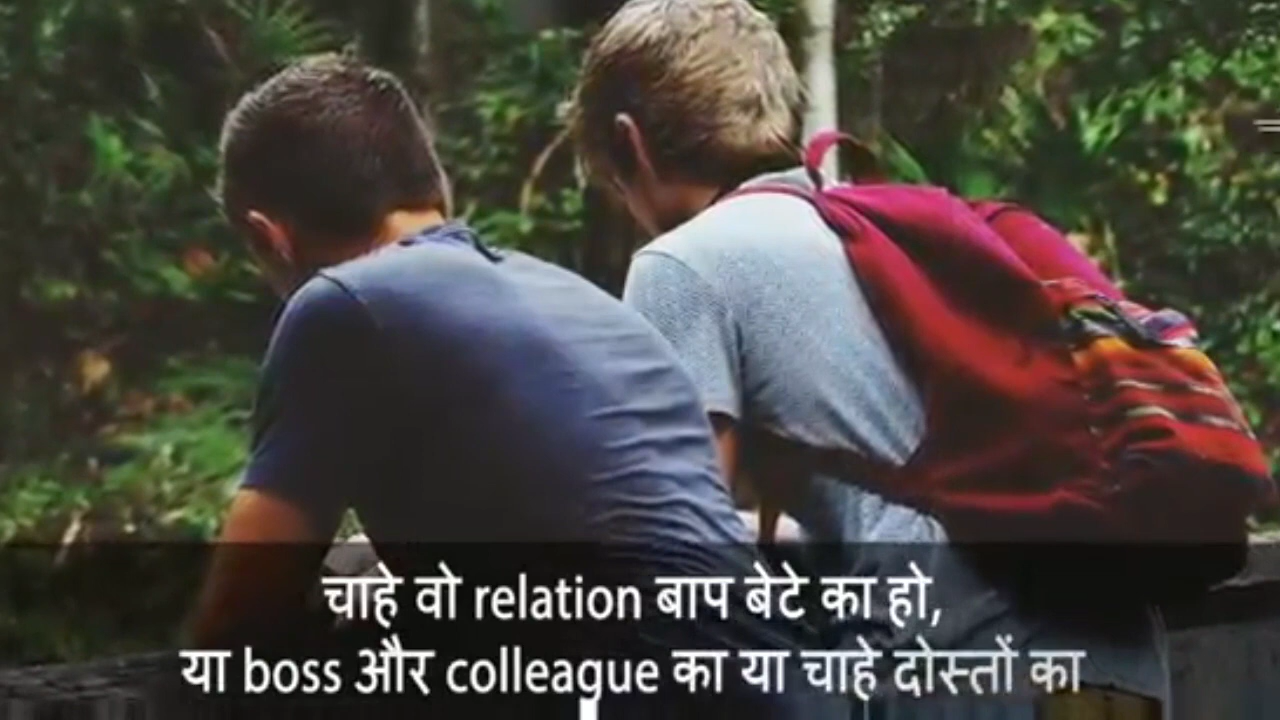 चाहे वो relation बाप बेटे का हो,
या boss और colleague का या चाहे दोस्तों का